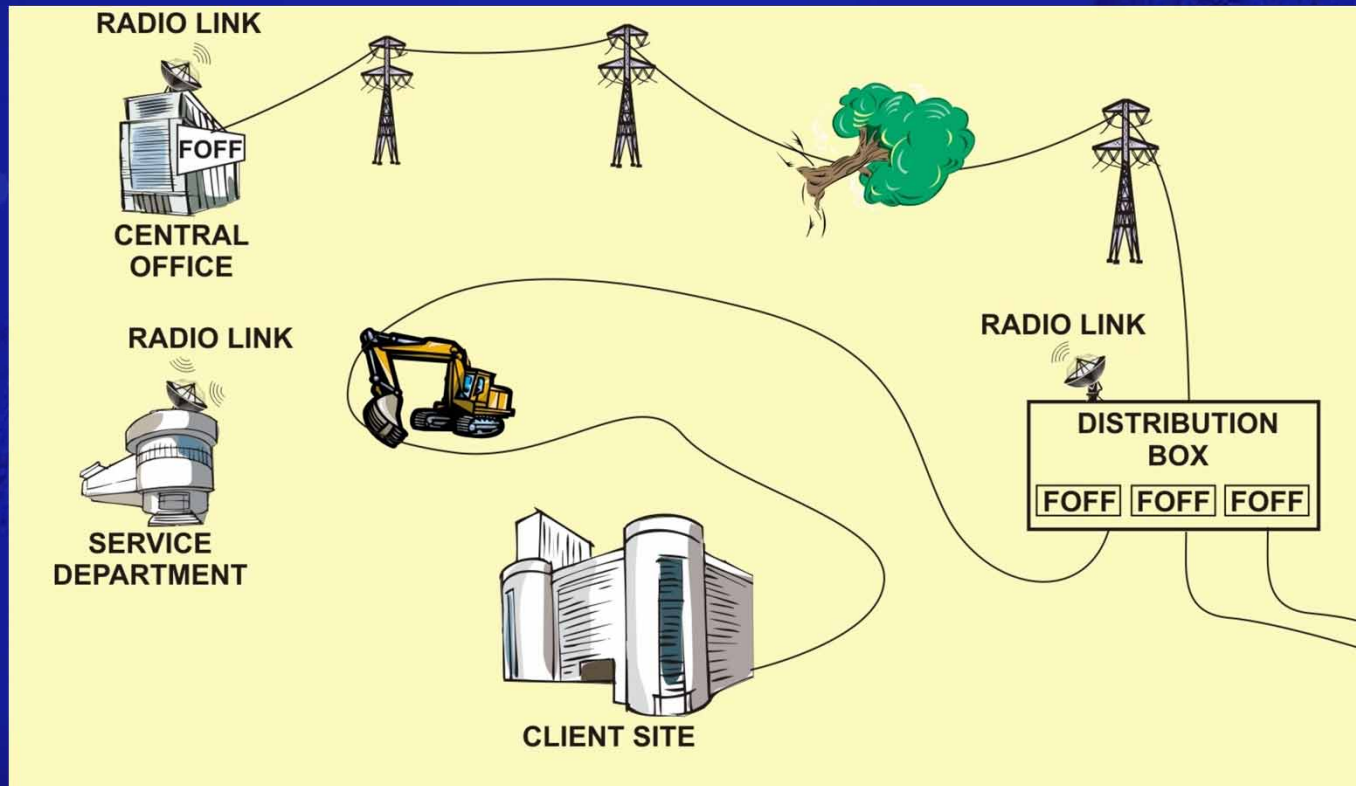 RADIO LINK
FOFF
CENTRAL
OFFICE
RADIO LINK
SERVICE
DEPARTMENT
RADIO LINK
DISTRIBUTION
BOX
FOFF FOFF FOFF
CLIENT SITE